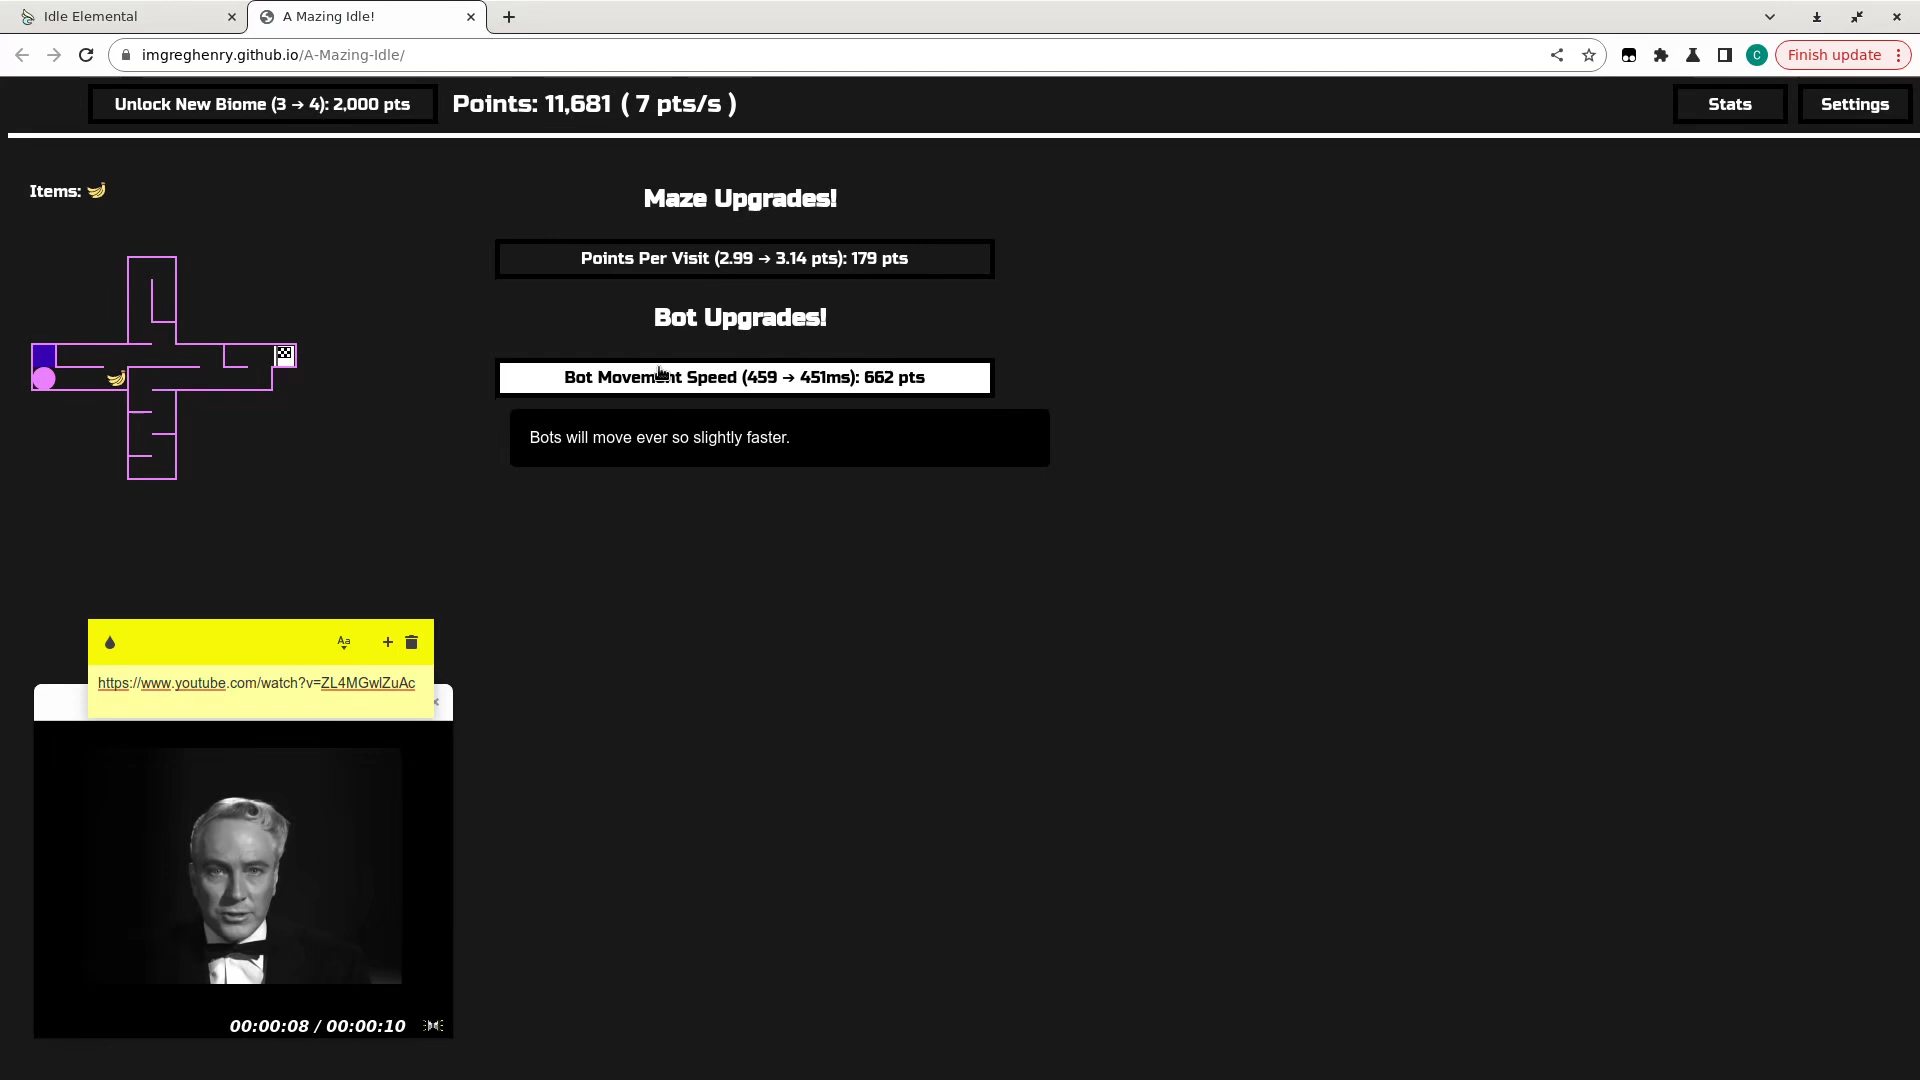 Idle Elemental
A Mazing Idle!
imgreghenry.github.io/A-Mazing-Idle/
C
Finish update
Unlock New Biome (3 → 4): 2,000 pts
Points: 11,681 ( 7 pts/s )
Stats
Settings
Items:
Maze Upgrades!
Points Per Visit (2.99 → 3.14 pts): 179 pts
Bot Upgrades!
Bot Movement Speed (459 → 451ms): 662 pts
Bots will move ever so slightly faster.
Aa
https://www.youtube.com/watch?v=ZL4MGwlZuAc
00:00:08 / 00:00:10